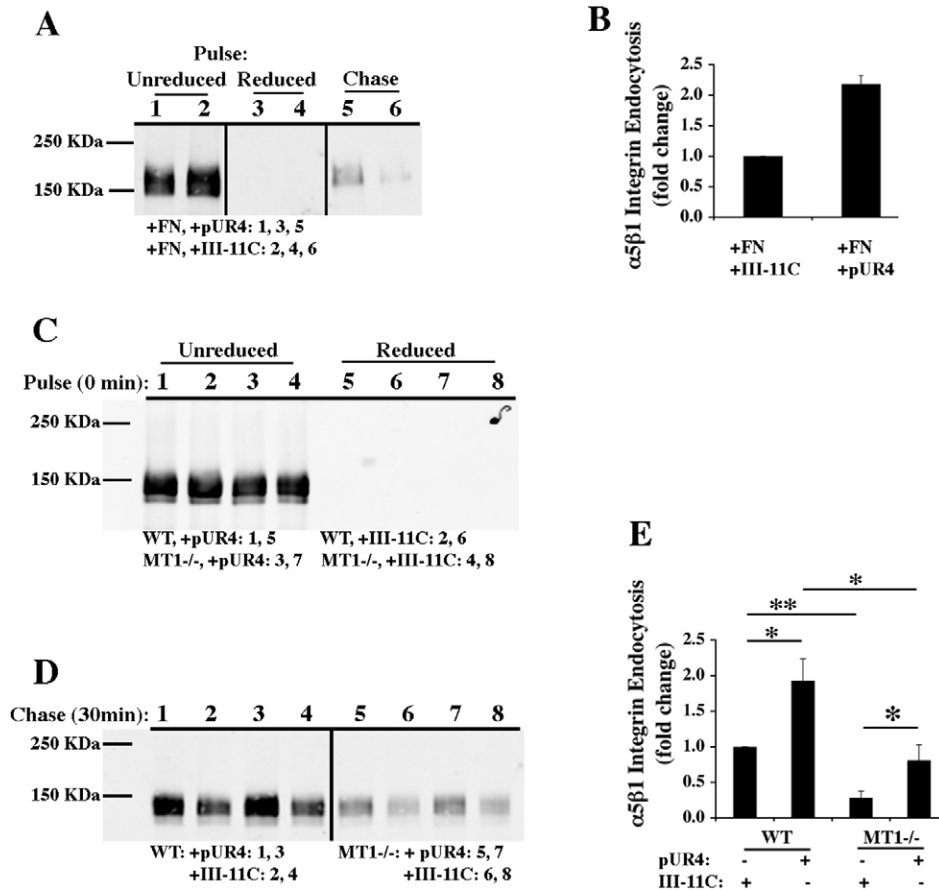 A
Pulse:
Unreduced Reduced Chase
1 2 3 4 5 6
250 KDa
150 KDa
+FN, +pUR4: 1, 3, 5
+FN, +III-11C: 2, 4, 6
B
α5β1 Integrin Endocytosis
(fold change)
2.5
2.0
1.5
1.0
0.5
0.0
+FN +FN
+III-11C +pUR4
C
Unreduced Reduced
Pulse (0 min): 1 2 3 4 5 6 7 8
250 KDa
150 KDa
WT, +pUR4: 1, 5 WT, +III-11C: 2, 6
MT1-/-, +pUR4: 3, 7 MT1-/-, +III-11C: 4, 8
D
Chase (30min): 1 2 3 4 5 6 7 8
250 KDa
150 KDa
WT: +pUR4: 1, 3 MT1-/-: + pUR4: 5, 7
+III-11C: 2, 4 +III-11C: 6, 8
E
α5β1 Integrin Endocytosis
(fold change)
*
**
*
*
2.5
2.0
1.5
1.0
0.5
0.0
WT MT1-/-
pUR4: - + - +
III-11C: + - + -